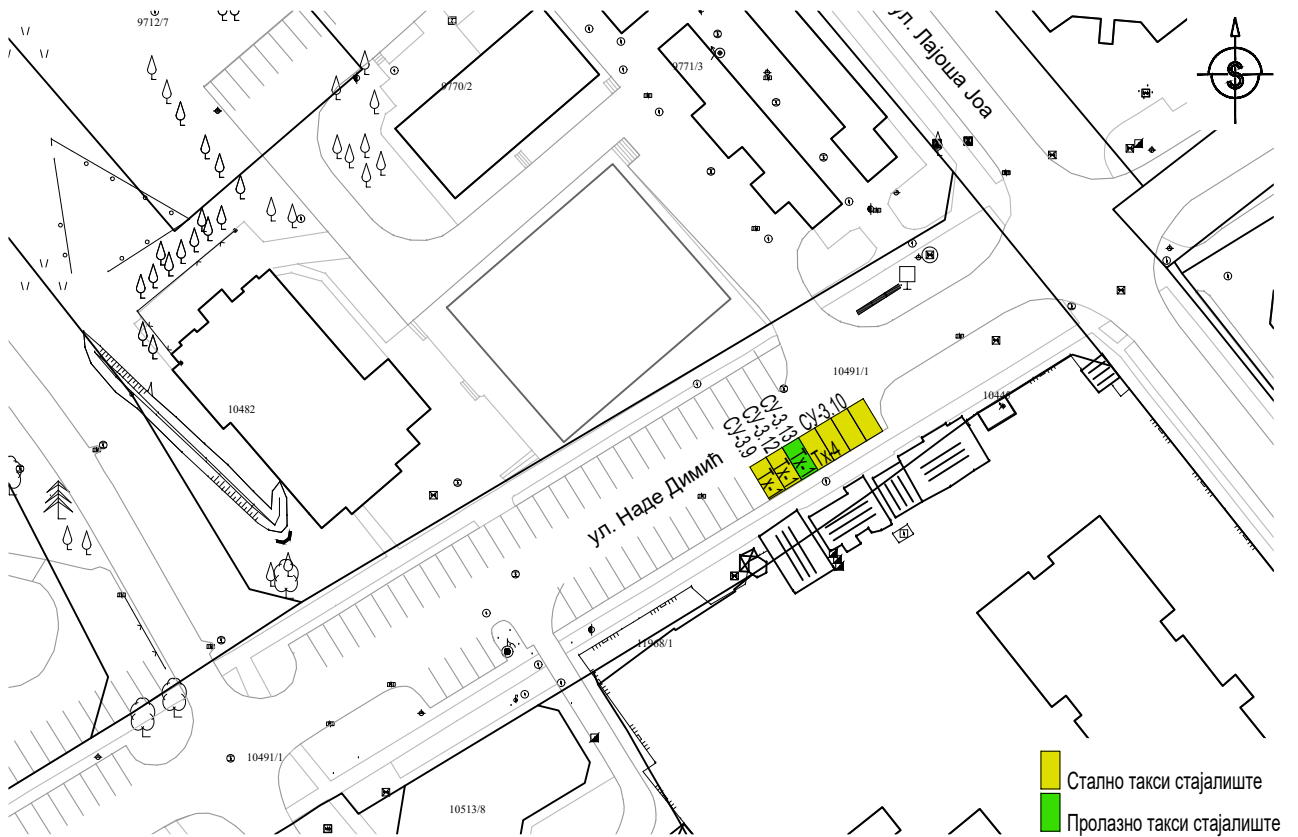 9712/7
9770/2
9771/3
ул. Лајоша Јоа
S
10482
10491/1
10440
СУ-3.9
СУ-3.12
СУ-3.13
СУ-3.10
Тх4
ул. Наде Димић
11968/1
10491/1
10513/8
Стално такси стајалиште
Пролазно такси стајалиште